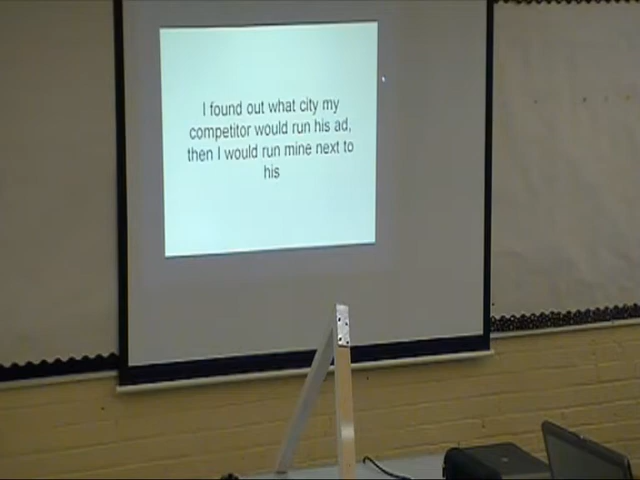 I found out what city my
competitor would run his ad,
then I would run mine next to
his